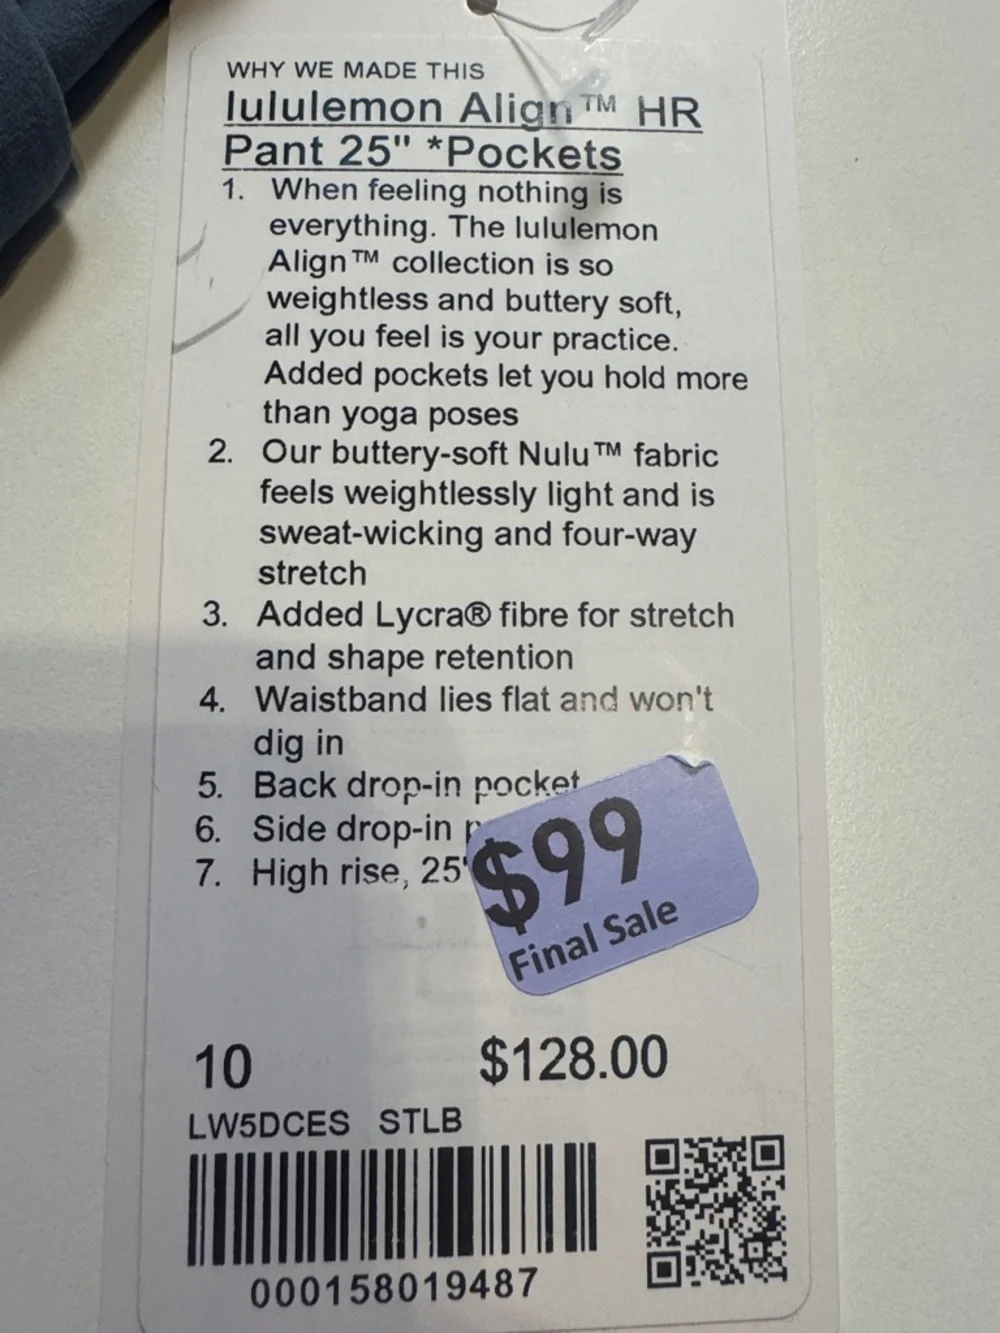 WHY WE MADE THIS
lululemon Align™ HR
Pant 25" *Pockets
1. When feeling nothing is
everything. The lululemon
Align™ collection is so
weightless and buttery soft,
all you feel is your practice.
Added pockets let you hold more
than yoga poses
2. Our buttery-soft Nulu™ fabric
feels weightlessly light and is
sweat-wicking and four-way
stretch
3. Added Lycra® fibre for stretch
and shape retention
4. Waistband lies flat and won't
dig in
5. Back drop-in pocket
6. Side drop-in
7. High rise, 25"
$99
Final Sale
10 $128.00
LW5DCES STLB
000158019487